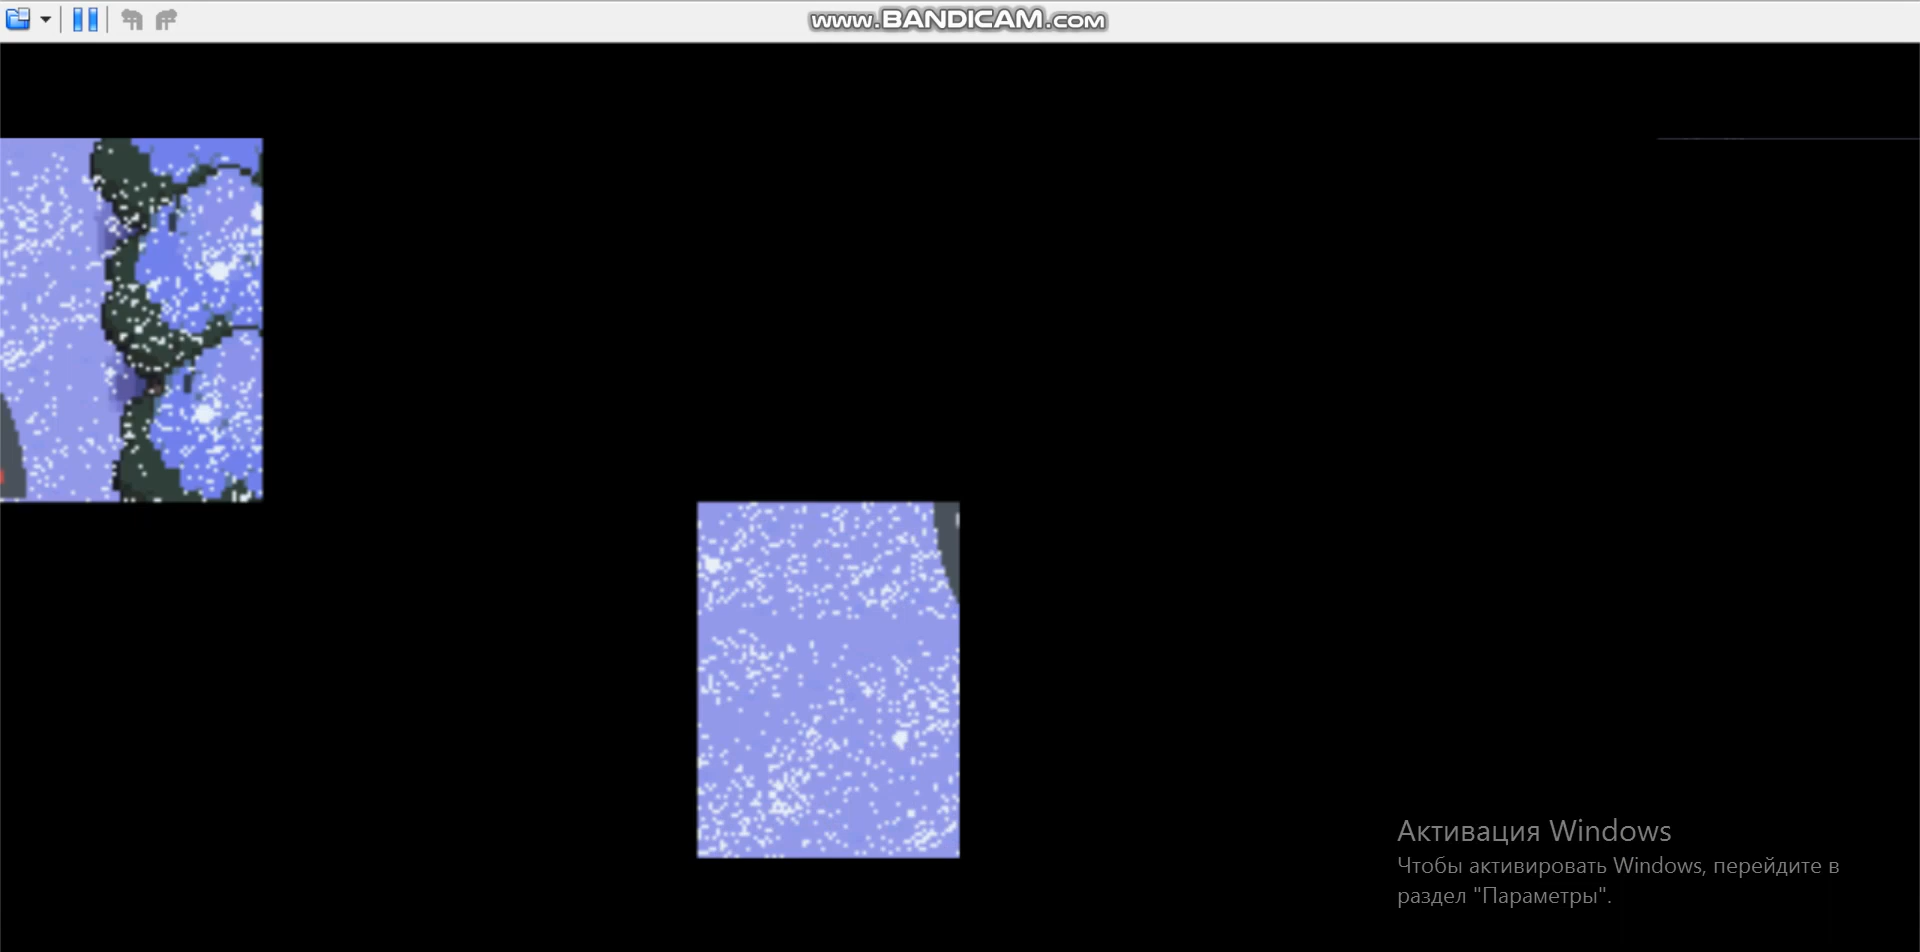 www.BANDICAM.com
Активация Windows
Чтобы активировать Windows, перейдите в
раздел "Параметры".